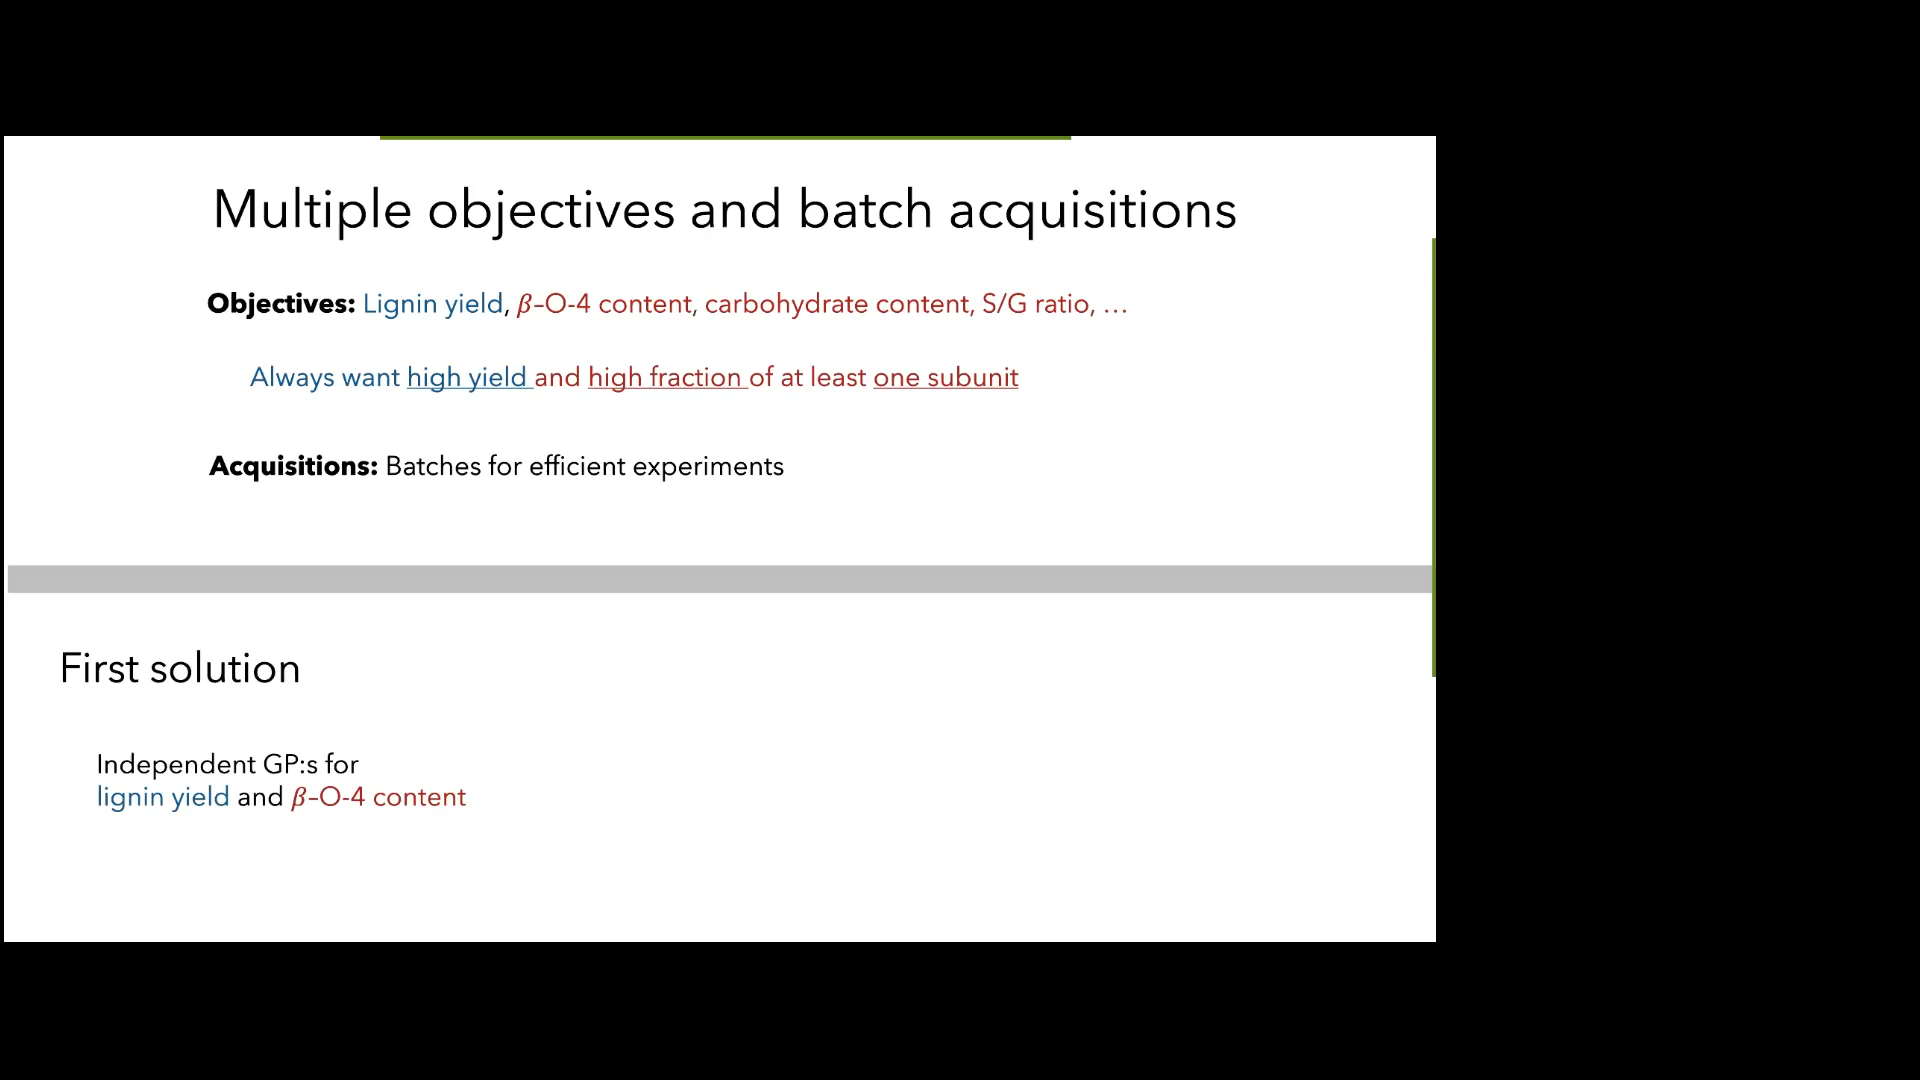 Multiple objectives and batch acquisitions
Objectives: Lignin yield, β–O-4 content, carbohydrate content, S/G ratio, …
Always want high yield and high fraction of at least one subunit
Acquisitions: Batches for efficient experiments
First solution
Independent GP:s for
lignin yield and β–O-4 content